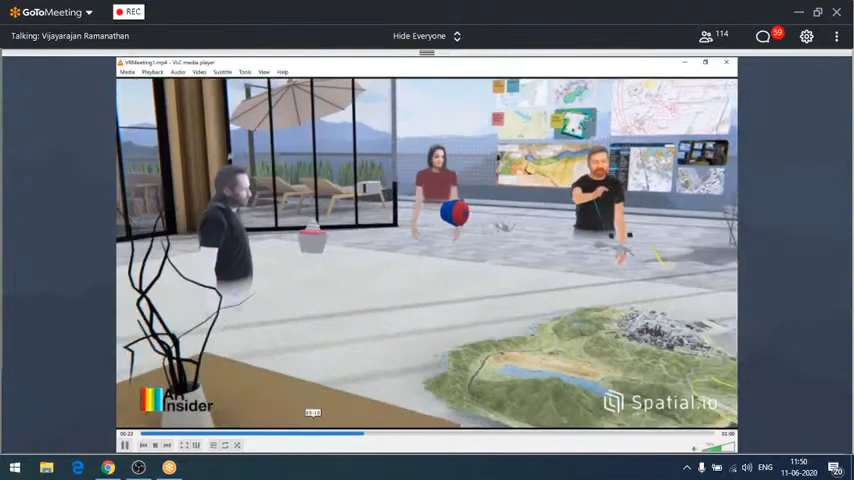 GoToMeeting
REC
Talking: Vijayarajan Ramanathan
Hide Everyone
114
59
VRMeeting1.mp4 - VLC media player
Media Playback Audio Video Subtitle Tools View Help
AR
Insider
Spatial.io
00:23
01:00
ENG
11:50
11-06-2020
20